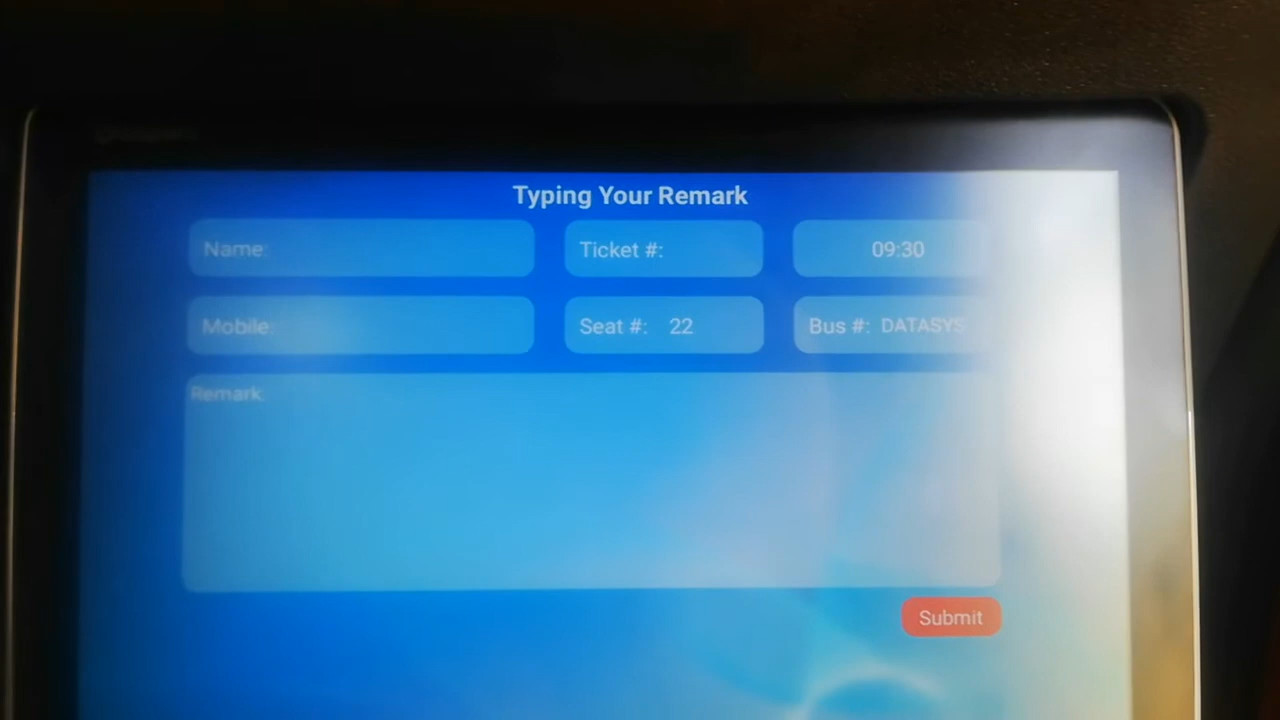 Typing Your Remark
Name: Ticket #: 09:30
Mobile: Seat #: 22 Bus #: DATASYS
Remark:
Submit